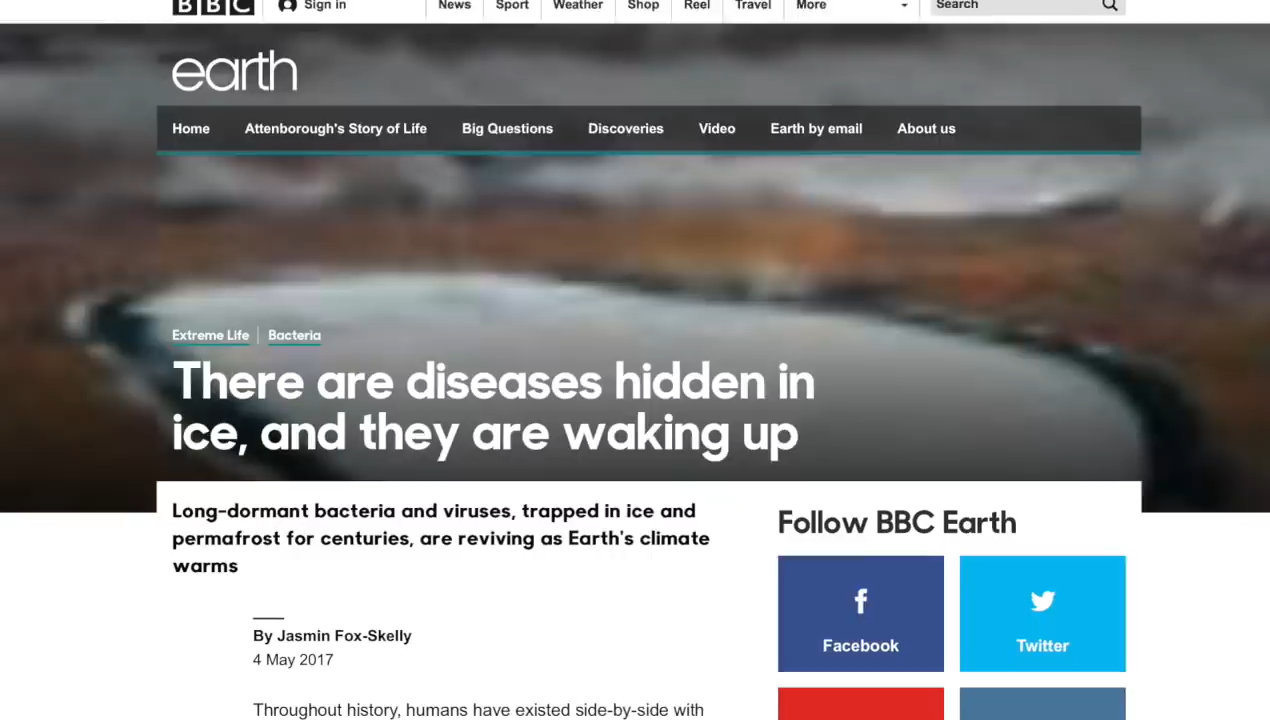 BBC
Sign in
News
Sport
Weather
Shop
Reel
Travel
More
Search
earth
Home
Attenborough's Story of Life
Big Questions
Discoveries
Video
Earth by email
About us
Extreme Life
Bacteria
There are diseases hidden in
ice, and they are waking up
Long-dormant bacteria and viruses, trapped in ice and
permafrost for centuries, are reviving as Earth's climate
warms
By Jasmin Fox-Skelly
4 May 2017
Throughout history, humans have existed side-by-side with
Follow BBC Earth
Facebook
Twitter